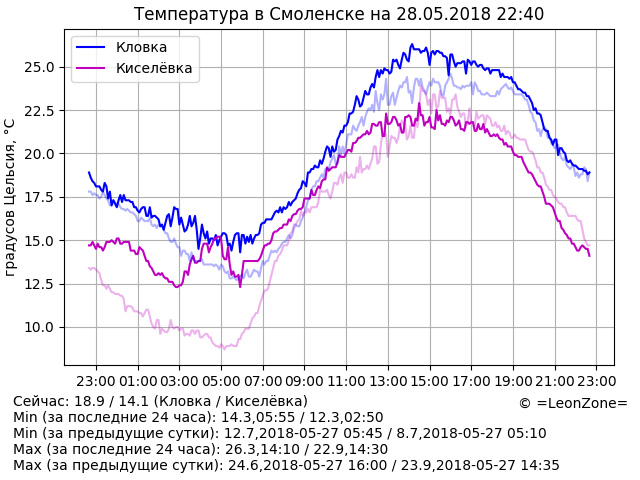 Температура в Смоленске на 28.05.2018 22:40
Кловка
Киселёвка
градусов Цельсия, °C
25.0
22.5
20.0
17.5
15.0
12.5
10.0
23:00 01:00 03:00 05:00 07:00 09:00 11:00 13:00 15:00 17:00 19:00 21:00 23:00
© =LeonZone=
Сейчас: 18.9 / 14.1 (Кловка / Киселёвка)
Min (за последние 24 часа): 14.3,05:55 / 12.3,02:50
Min (за предыдущие сутки): 12.7,2018-05-27 05:45 / 8.7,2018-05-27 05:10
Max (за последние 24 часа): 26.3,14:10 / 22.9,14:30
Max (за предыдущие сутки): 24.6,2018-05-27 16:00 / 23.9,2018-05-27 14:35